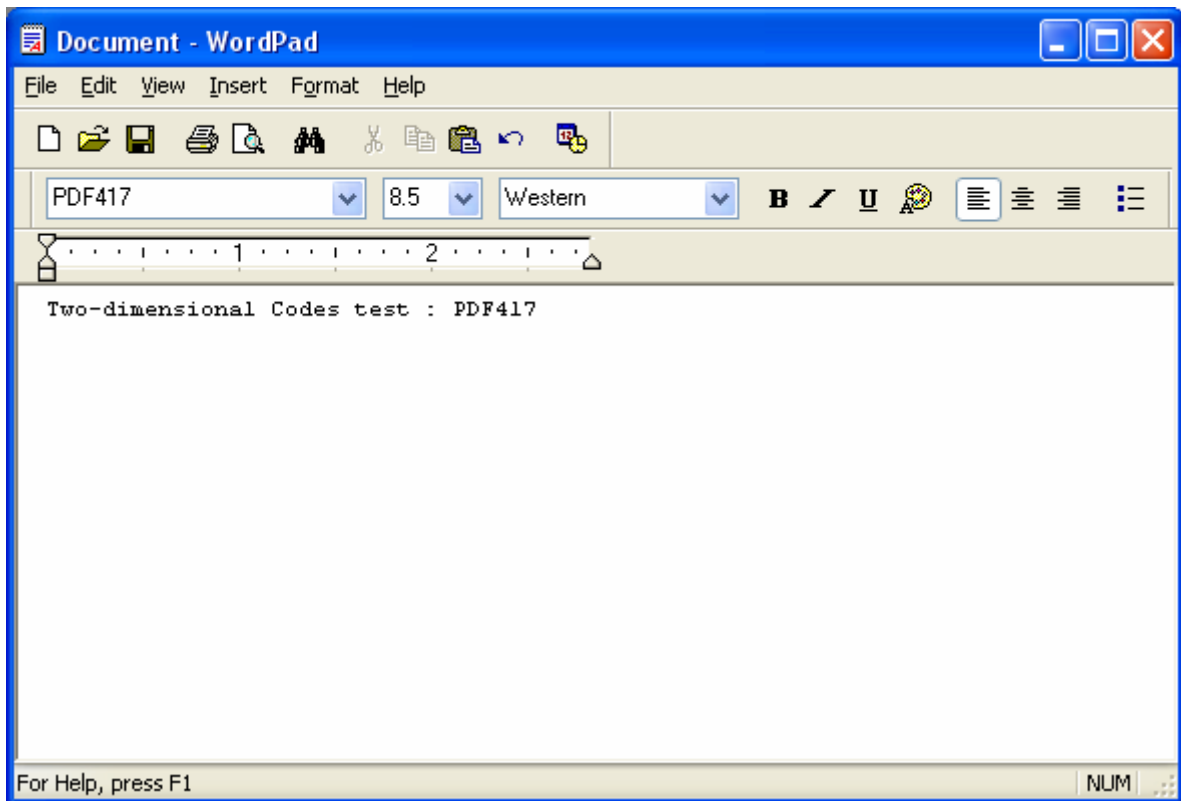 Document - WordPad
File Edit View Insert Format Help
PDF417 8.5 Western B U
1 2
Two-dimensional Codes test : PDF417
For Help, press F1 NUM